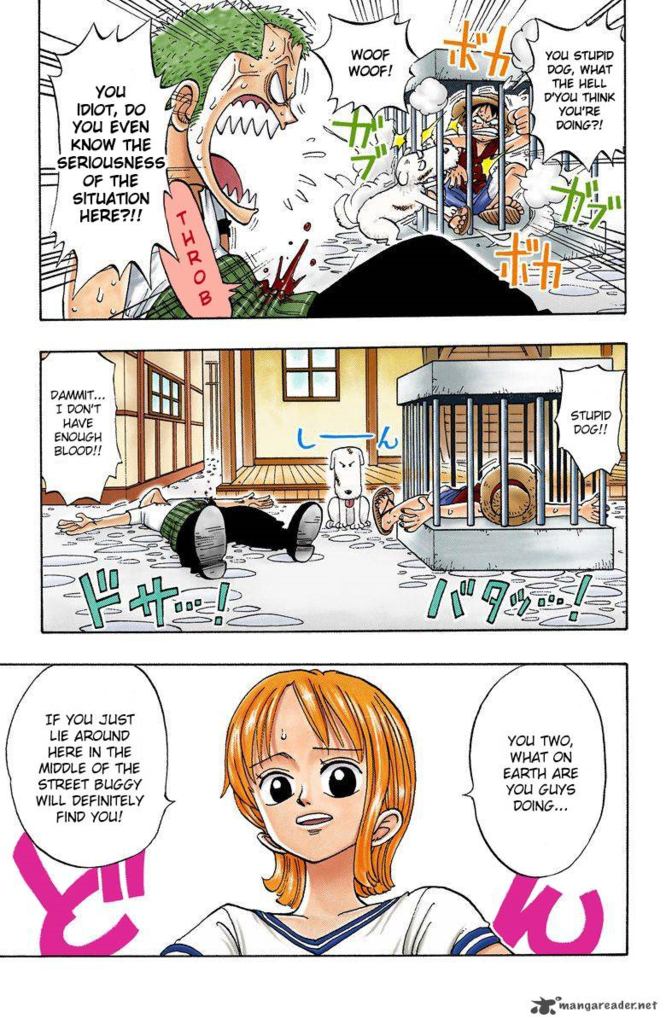 YOU STUPID
DOG, WHAT
THE HELL
D'YOU THINK
YOU'RE
DOING?!
ボカ
WOOF
WOOF!
ガブ
ガブ
ボカ
YOU
IDIOT, DO
YOU EVEN
KNOW THE
SERIOUSNESS
OF THE
SITUATION
HERE?!!
THROB
STUPID
DOG!!
しーん
DAMMIT...
I DON'T
HAVE
ENOUGH
BLOOD!!
バタッ…!
ドサ…!
YOU TWO,
WHAT ON
EARTH ARE
YOU GUYS
DOING...
IF YOU JUST
LIE AROUND
HERE IN THE
MIDDLE OF THE
STREET BUGGY
WILL DEFINITELY
FIND YOU!
どん
mangareader.net